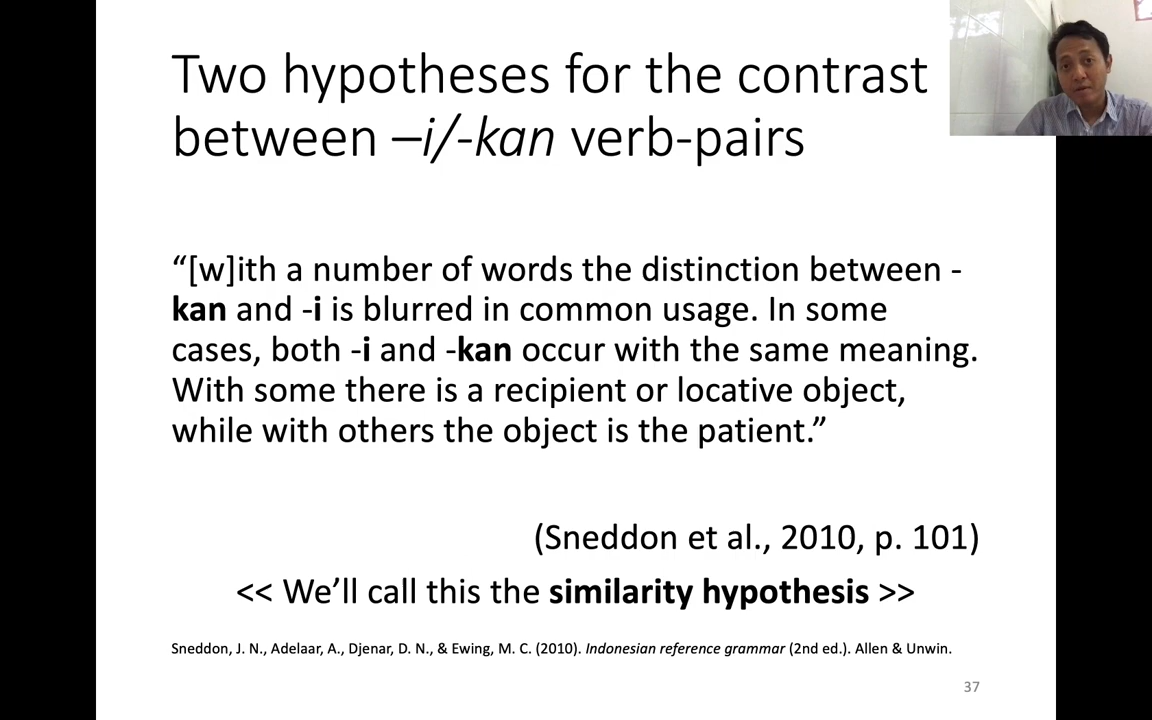 Two hypotheses for the contrast
between –i/-kan verb-pairs
“[w]ith a number of words the distinction between -
kan and -i is blurred in common usage. In some
cases, both -i and -kan occur with the same meaning.
With some there is a recipient or locative object,
while with others the object is the patient.”
(Sneddon et al., 2010, p. 101)
<< We’ll call this the similarity hypothesis >>
Sneddon, J. N., Adelaar, A., Djenar, D. N., & Ewing, M. C. (2010). Indonesian reference grammar (2nd ed.). Allen & Unwin.
37